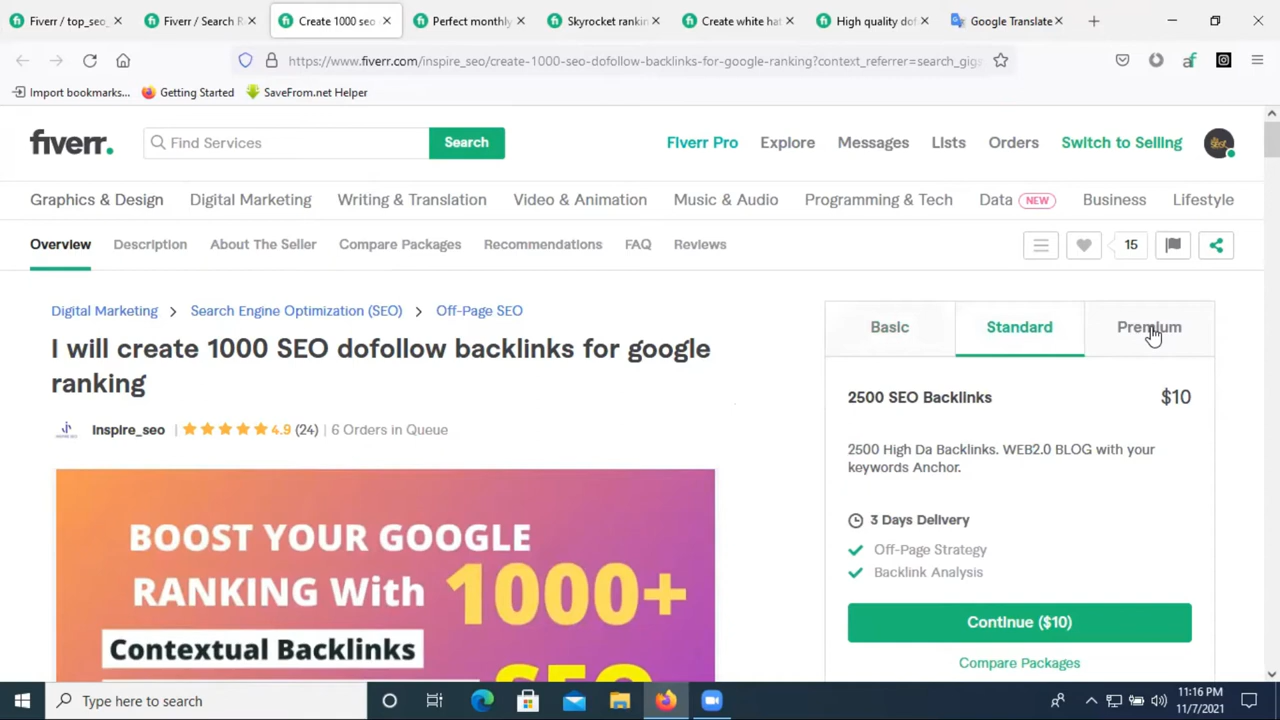 Fiverr / top_seo_
Fiverr / Search R
Create 1000 seo
Perfect monthly
Skyrocket rankin
Create white hat
High quality dof
Google Translate
https://www.fiverr.com/inspire_seo/create-1000-seo-dofollow-backlinks-for-google-ranking?context_referrer=search_gigs
Import bookmarks...
Getting Started
SaveFrom.net Helper
fiverr.
Find Services
Search
Fiverr Pro
Explore
Messages
Lists
Orders
Switch to Selling
Graphics & Design
Digital Marketing
Writing & Translation
Video & Animation
Music & Audio
Programming & Tech
Data NEW
Business
Lifestyle
Overview
Description
About The Seller
Compare Packages
Recommendations
FAQ
Reviews
15
Digital Marketing > Search Engine Optimization (SEO) > Off-Page SEO
I will create 1000 SEO dofollow backlinks for google
ranking
Inspire_seo | 4.9 (24) | 6 Orders in Queue
BOOST YOUR GOOGLE
RANKING With 1000+
Contextual Backlinks
SEO
Basic
Standard
Premium
2500 SEO Backlinks $10
2500 High Da Backlinks. WEB2.0 BLOG with your
keywords Anchor.
3 Days Delivery
Off-Page Strategy
Backlink Analysis
Continue ($10)
Compare Packages
Type here to search
11:16 PM
11/7/2021